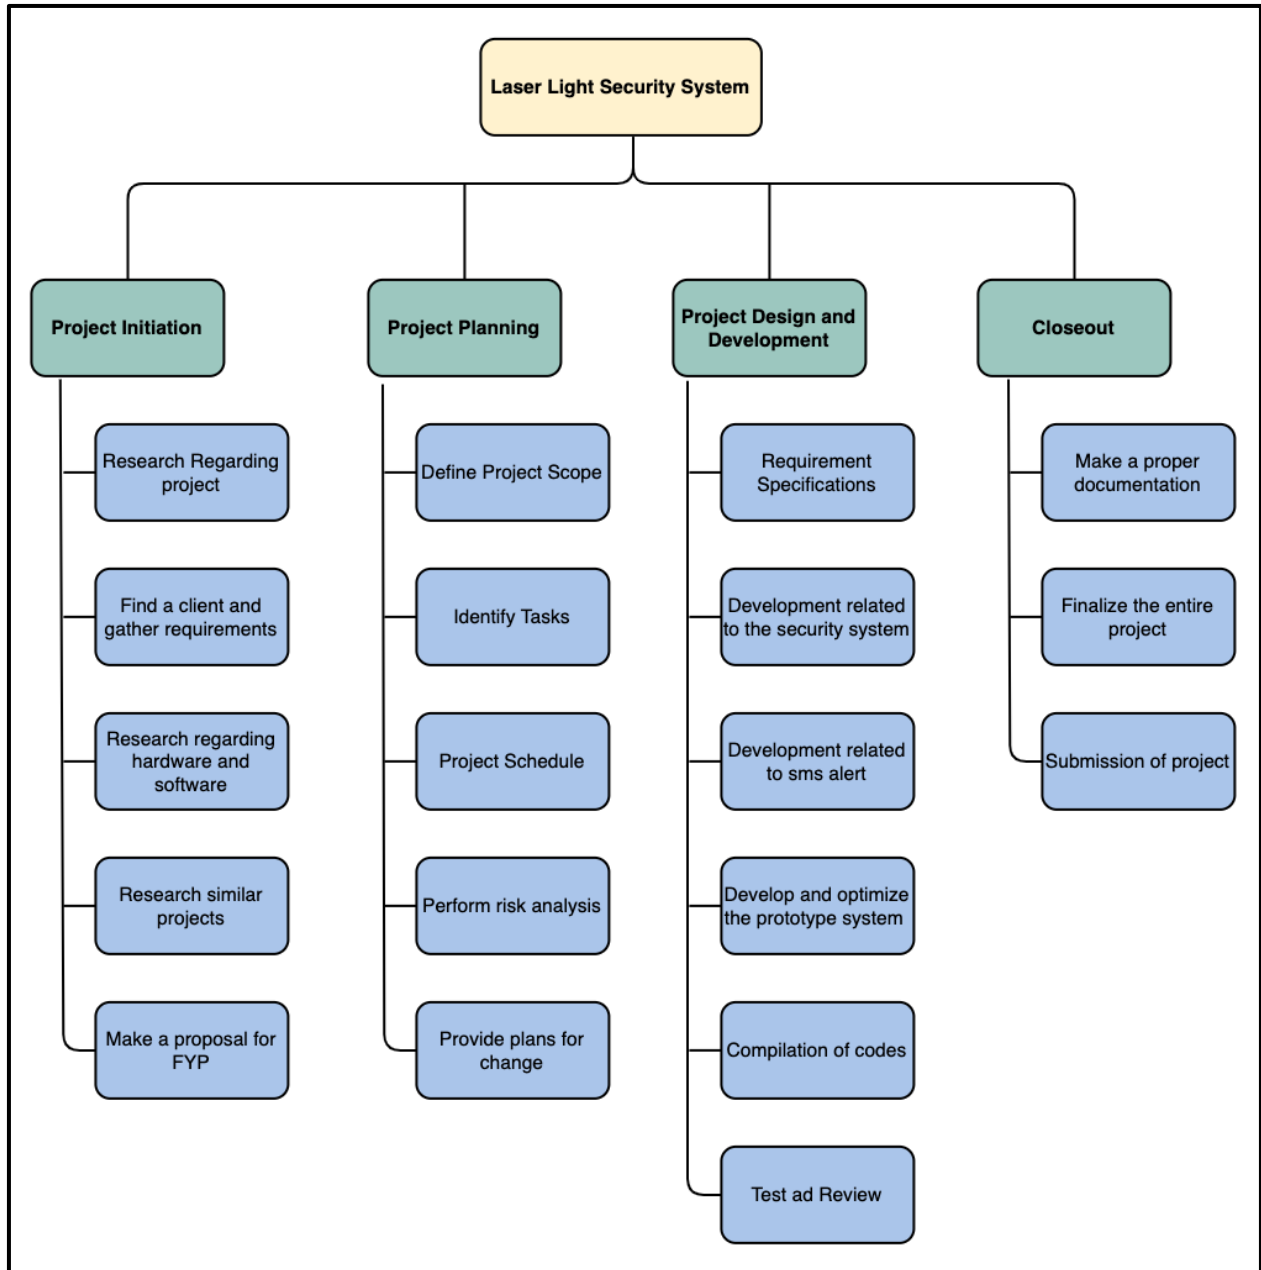 Laser Light Security System
Project Initiation
Research Regarding
project
Find a client and
gather requirements
Research regarding
hardware and
software
Research similar
projects
Make a proposal for
FYP
Project Planning
Define Project Scope
Identify Tasks
Project Schedule
Perform risk analysis
Provide plans for
change
Project Design and
Development
Requirement
Specifications
Development related
to the security system
Development related
to sms alert
Develop and optimize
the prototype system
Compilation of codes
Test ad Review
Closeout
Make a proper
documentation
Finalize the entire
project
Submission of project